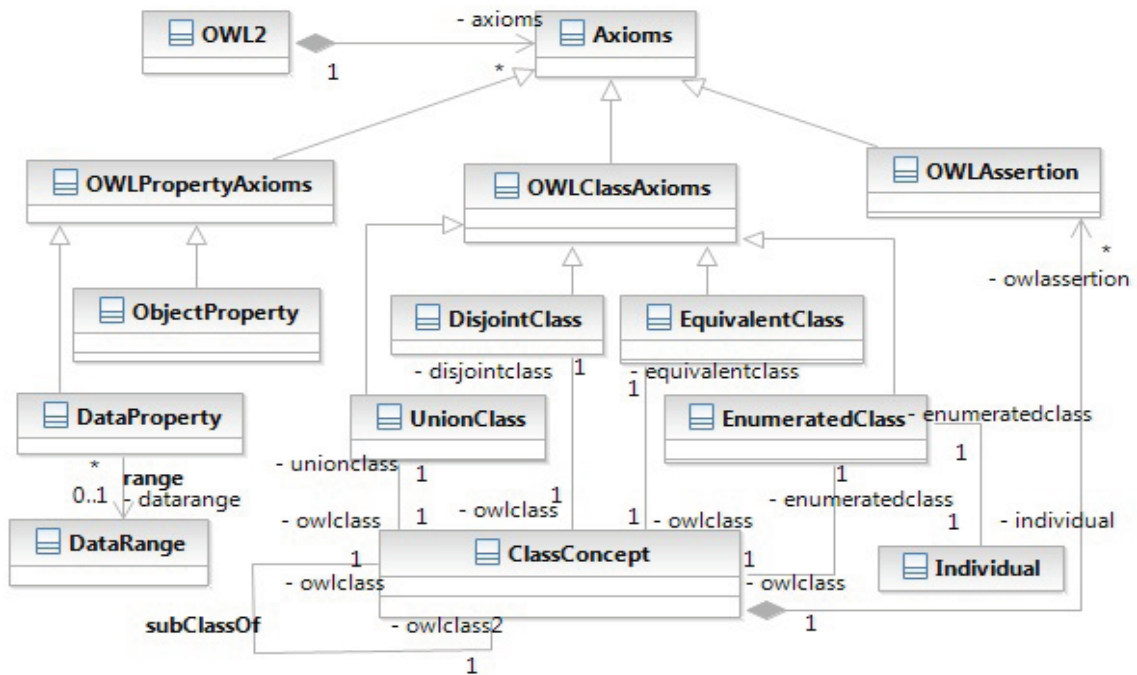 - axioms
OWL2
Axioms
1
*
OWLPropertyAxioms
OWLClassAxioms
OWLAssertion
*
- owlassertion
ObjectProperty
DisjointClass
EquivalentClass
- disjointclass
1
- equivalentclass
1
DataProperty
UnionClass
EnumeratedClass
- enumeratedclass
1
*
range
0..1
- datarange
- unionclass
1
1
- enumeratedclass
- owlclass
1
- owlclass
1
1
- owlclass
1
- individual
DataRange
ClassConcept
Individual
1
- owlclass
1
- owlclass
subClassOf
- owlclass2
1
1